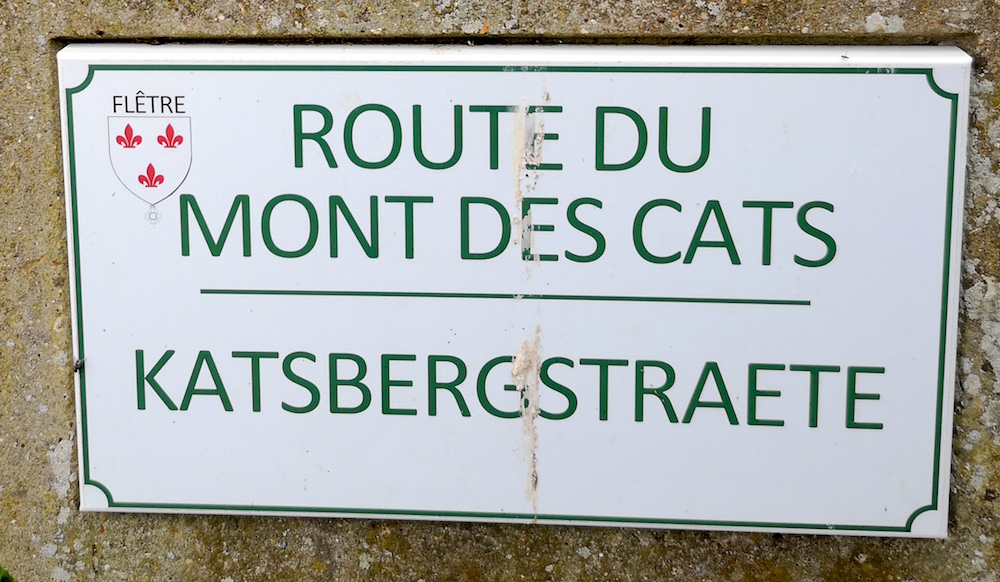 FLÊTRE
ROUTE DU
MONT DES CATS
KATSBERGSTRAETE